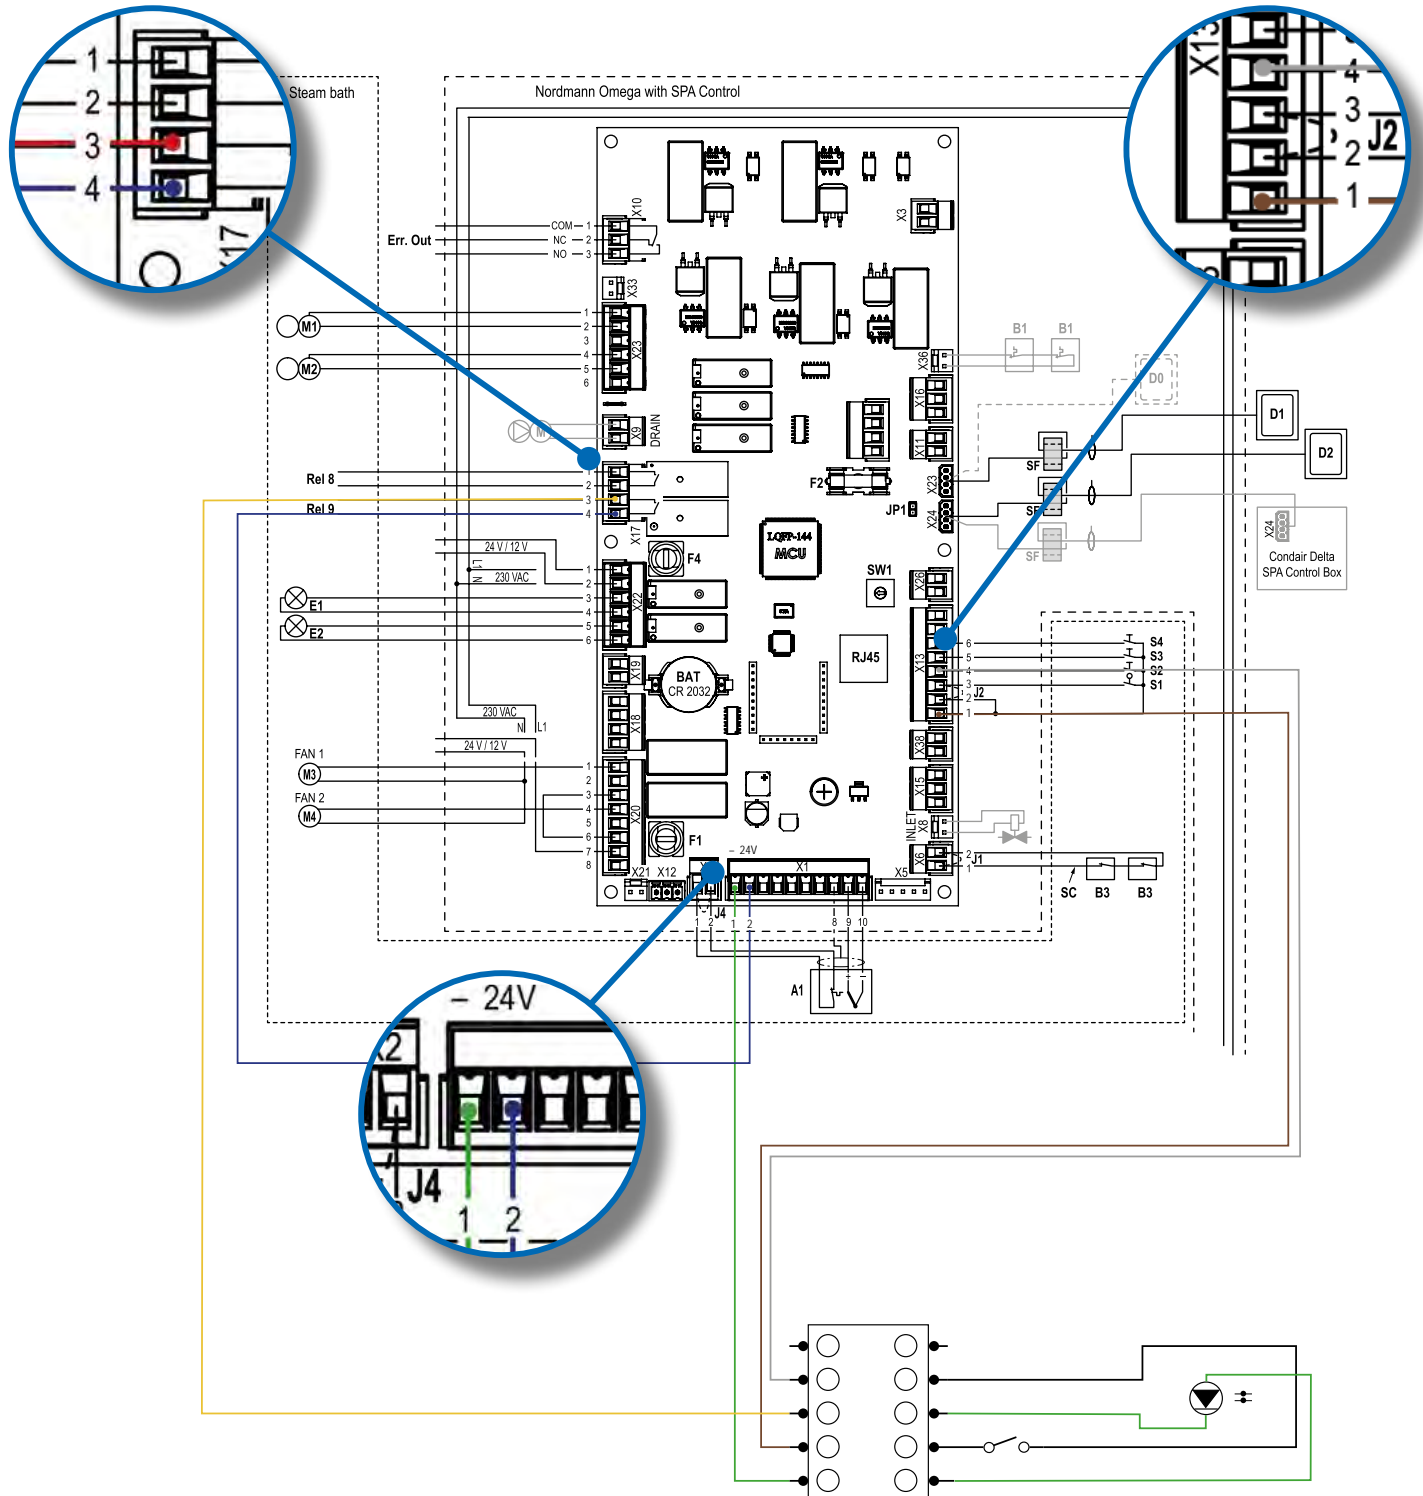 1
2
3
4
X17
X13
4
3
2
1
J2
Steam bath
Nordmann Omega with SPA Control
Err. Out
COM 1
NC 2
NO 3
X10
X3
X33
M1
M2
1
2
3
4
5
6
X23
M
X9
DRAIN
X36
B1
B1
D0
X16
X11
D1
D2
SF
SF
SF
X23
X24
X24
Condair Delta
SPA Control Box
F2
JP1
LQFP-144
MCU
SW1
Rel 8
Rel 9
1
2
3
4
X17
F4
24 V / 12 V
L1
N
230 VAC
1
2
3
4
5
6
X22
E1
E2
X26
RJ45
X13
6
5
4
3
2
1
J2
S4
S3
S2
S1
X19
BAT
CR 2032
X18
230 VAC
N
L1
24 V / 12 V
FAN 1
M3
FAN 2
M4
1
2
3
4
5
6
7
8
X20
F1
X38
X15
INLET
X8
X6
2
1
J1
SC
B3
B3
X21
X12
– 24V
X1
X5
J4
1
2
1
2
8
9
10
A1
+
–
– 24V
X2
J4
1
2